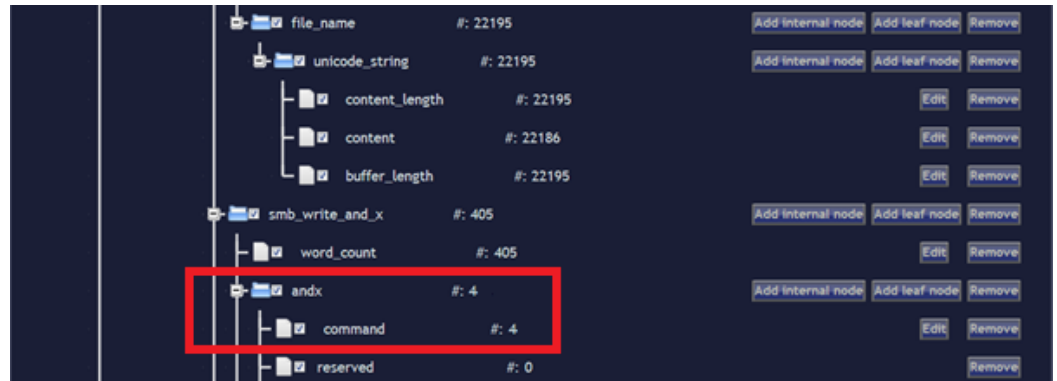 file_name #: 22195 Add internal node Add leaf node Remove
unicode_string #: 22195 Add internal node Add leaf node Remove
content_length #: 22195 Edit Remove
content #: 22186 Edit Remove
buffer_length #: 22195 Edit Remove
smb_write_and_x #: 405 Add internal node Add leaf node Remove
word_count #: 405 Edit Remove
andx #: 4 Add internal node Add leaf node Remove
command #: 4 Edit Remove
reserved #: 0 Remove